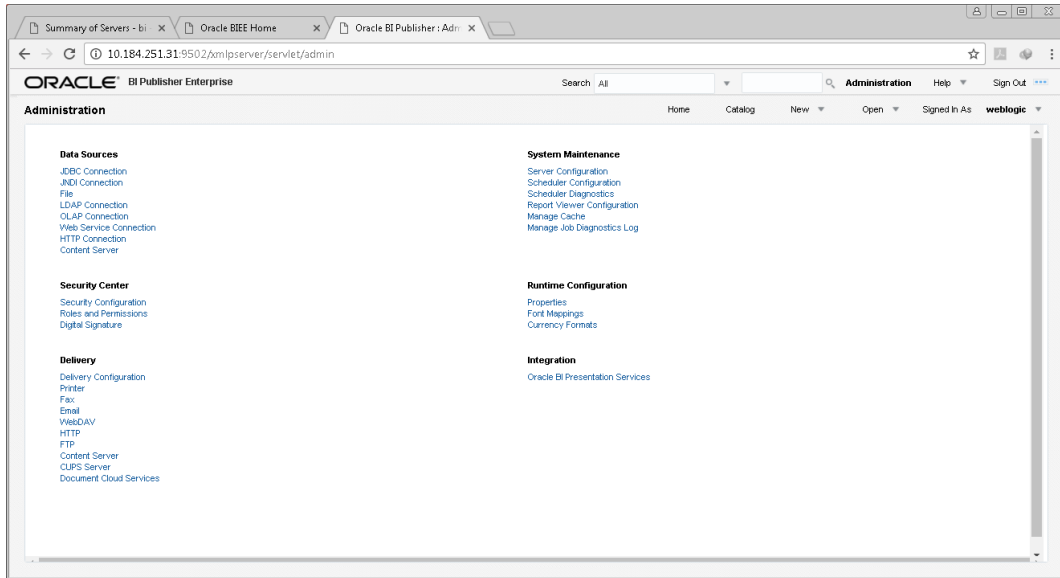 Summary of Servers - bi
Oracle BIEE Home
Oracle BI Publisher : Adm
10.184.251.31:9502/xmlpserver/servlet/admin
ORACLE® BI Publisher Enterprise
Search All
Administration
Help
Sign Out
Administration
Home
Catalog
New
Open
Signed In As weblogic
Data Sources
JDBC Connection
JNDI Connection
File
LDAP Connection
OLAP Connection
Web Service Connection
HTTP Connection
Content Server
System Maintenance
Server Configuration
Scheduler Configuration
Scheduler Diagnostics
Report Viewer Configuration
Manage Cache
Manage Job Diagnostics Log
Security Center
Security Configuration
Roles and Permissions
Digital Signature
Runtime Configuration
Properties
Font Mappings
Currency Formats
Delivery
Delivery Configuration
Printer
Fax
Email
WebDAV
HTTP
FTP
Content Server
CUPS Server
Document Cloud Services
Integration
Oracle BI Presentation Services